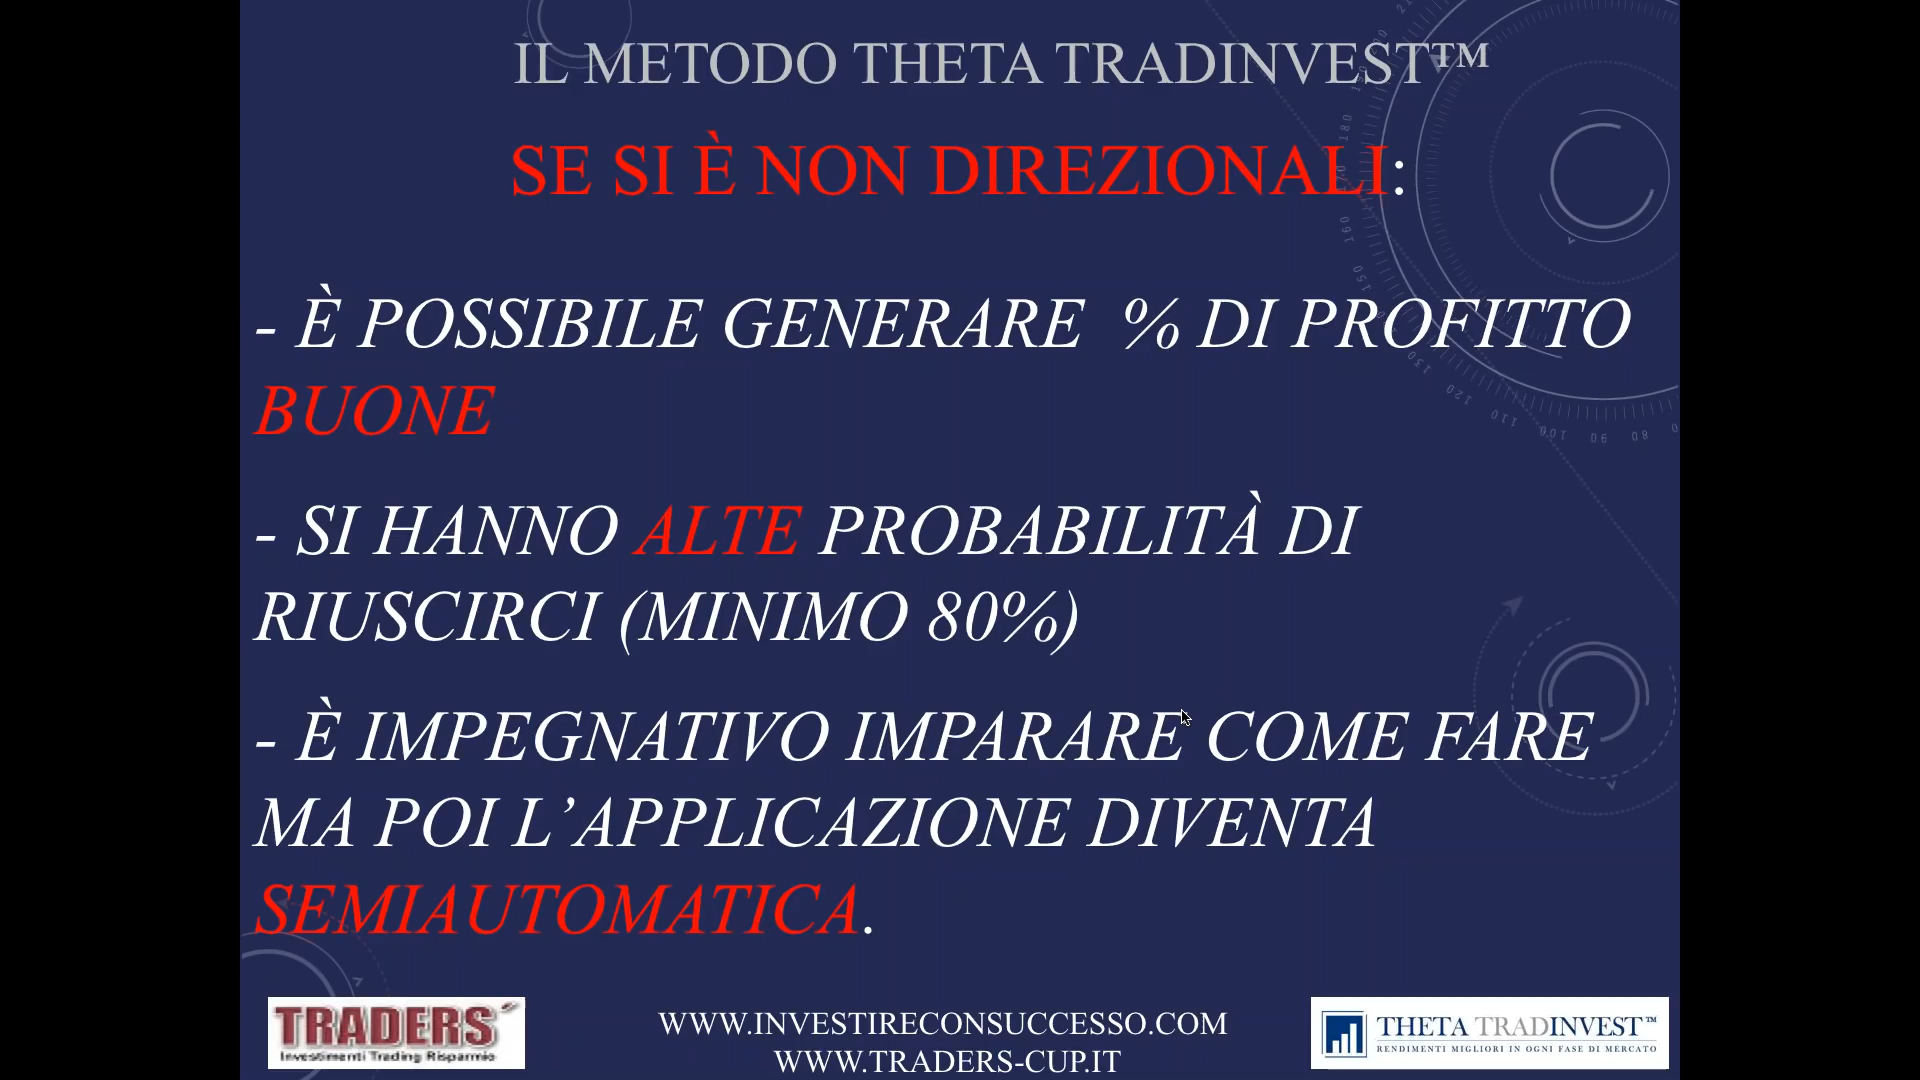 IL METODO THETA TRADINVEST™
SE SI È NON DIREZIONALI:
- È POSSIBILE GENERARE % DI PROFITTO
BUONE
- SI HANNO ALTE PROBABILITÀ DI
RIUSCIRCI (MINIMO 80%)
- È IMPEGNATIVO IMPARARE COME FARE
MA POI L’APPLICAZIONE DIVENTA
SEMIAUTOMATICA.
TRADERS´
Investimenti Trading Risparmio
WWW.INVESTIRECONSUCCESSO.COM
WWW.TRADERS-CUP.IT
THETA TRADINVEST™
RENDIMENTI MIGLIORI IN OGNI FASE DI MERCATO